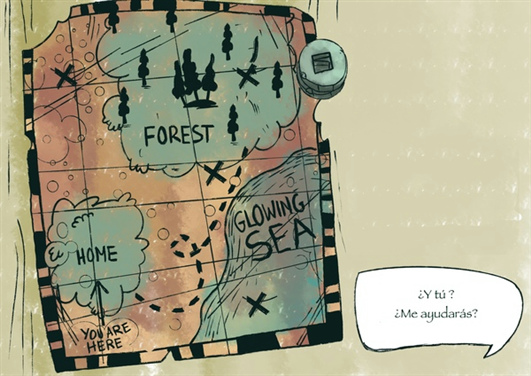 FOREST
GLOWING
SEA
HOME
YOU ARE
HERE
¿Y tú ?
¿Me ayudarás?